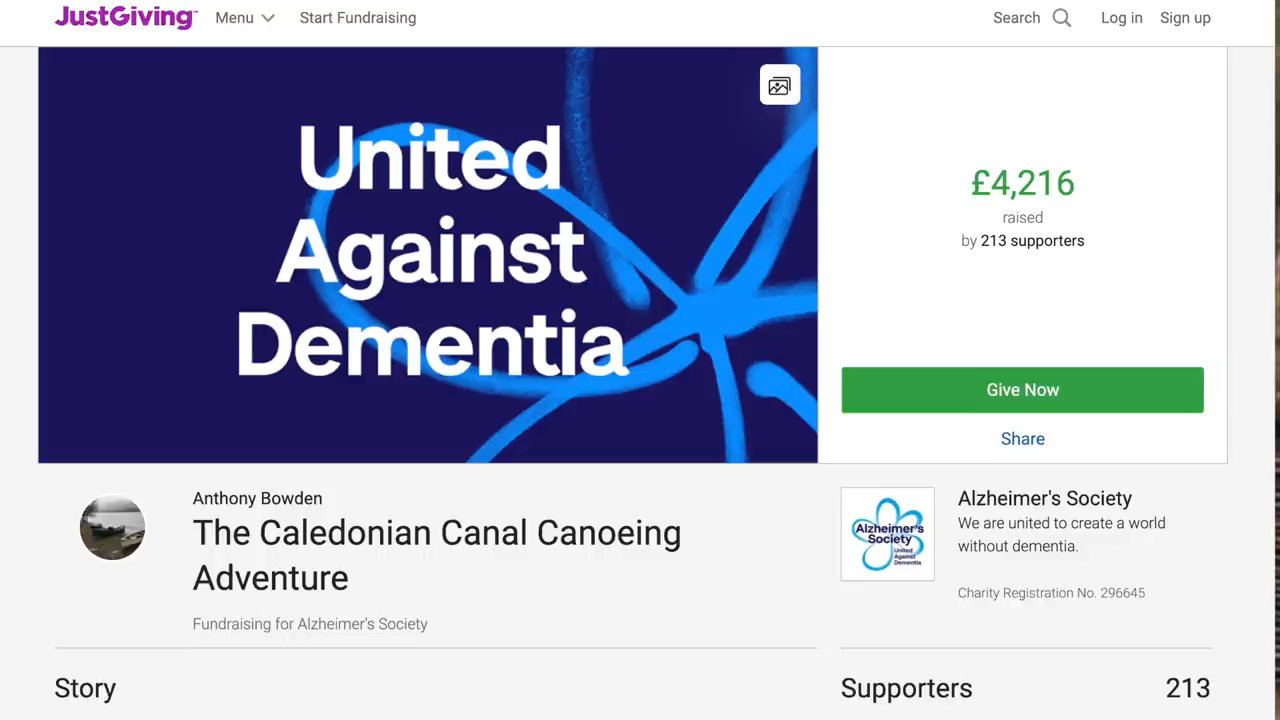 JustGiving™ Menu Start Fundraising Search Log in Sign up
United
Against
Dementia
£4,216
raised
by 213 supporters
Give Now
Share
Anthony Bowden
The Caledonian Canal Canoeing
Adventure
Fundraising for Alzheimer's Society
Alzheimer's
Society
United
Against
Dementia
Alzheimer's Society
We are united to create a world
without dementia.
Charity Registration No. 296645
Story
Supporters 213